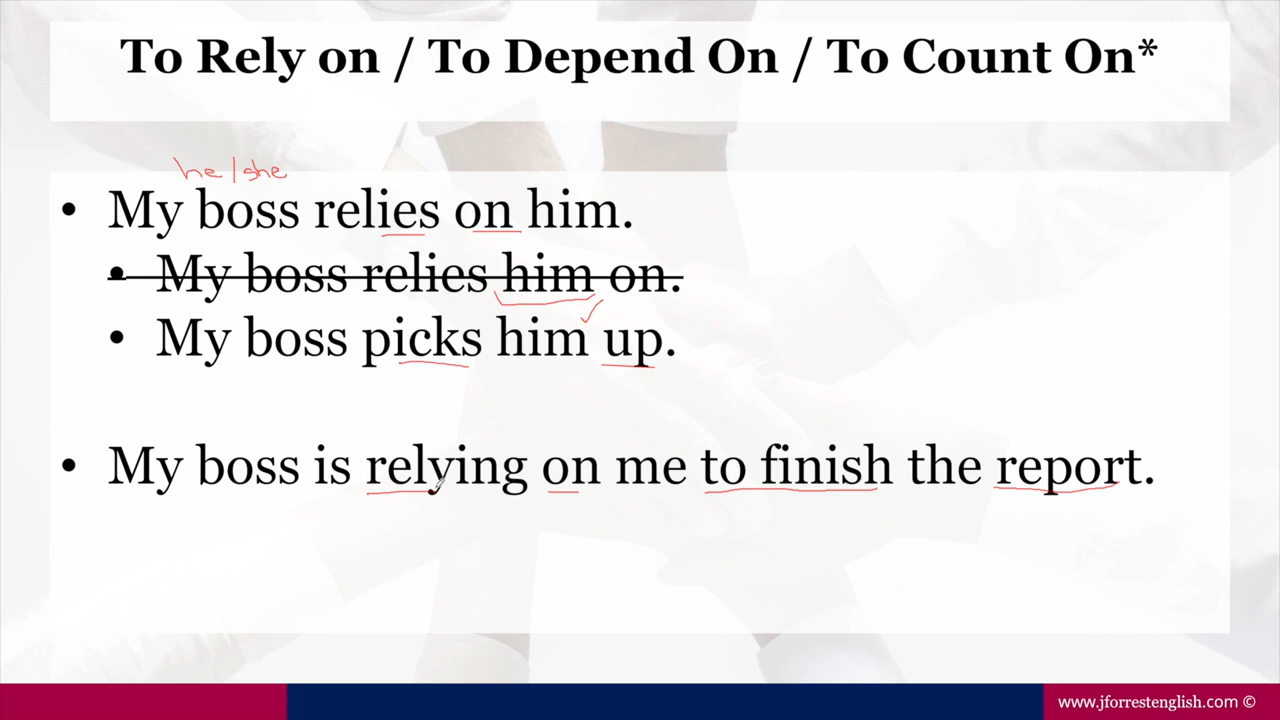 To Rely on / To Depend On / To Count On*
he/she
• My boss relies on him.
• My boss relies him on.
• My boss picks him up.
• My boss is relying on me to finish the report.
www.jforrestenglish.com ©